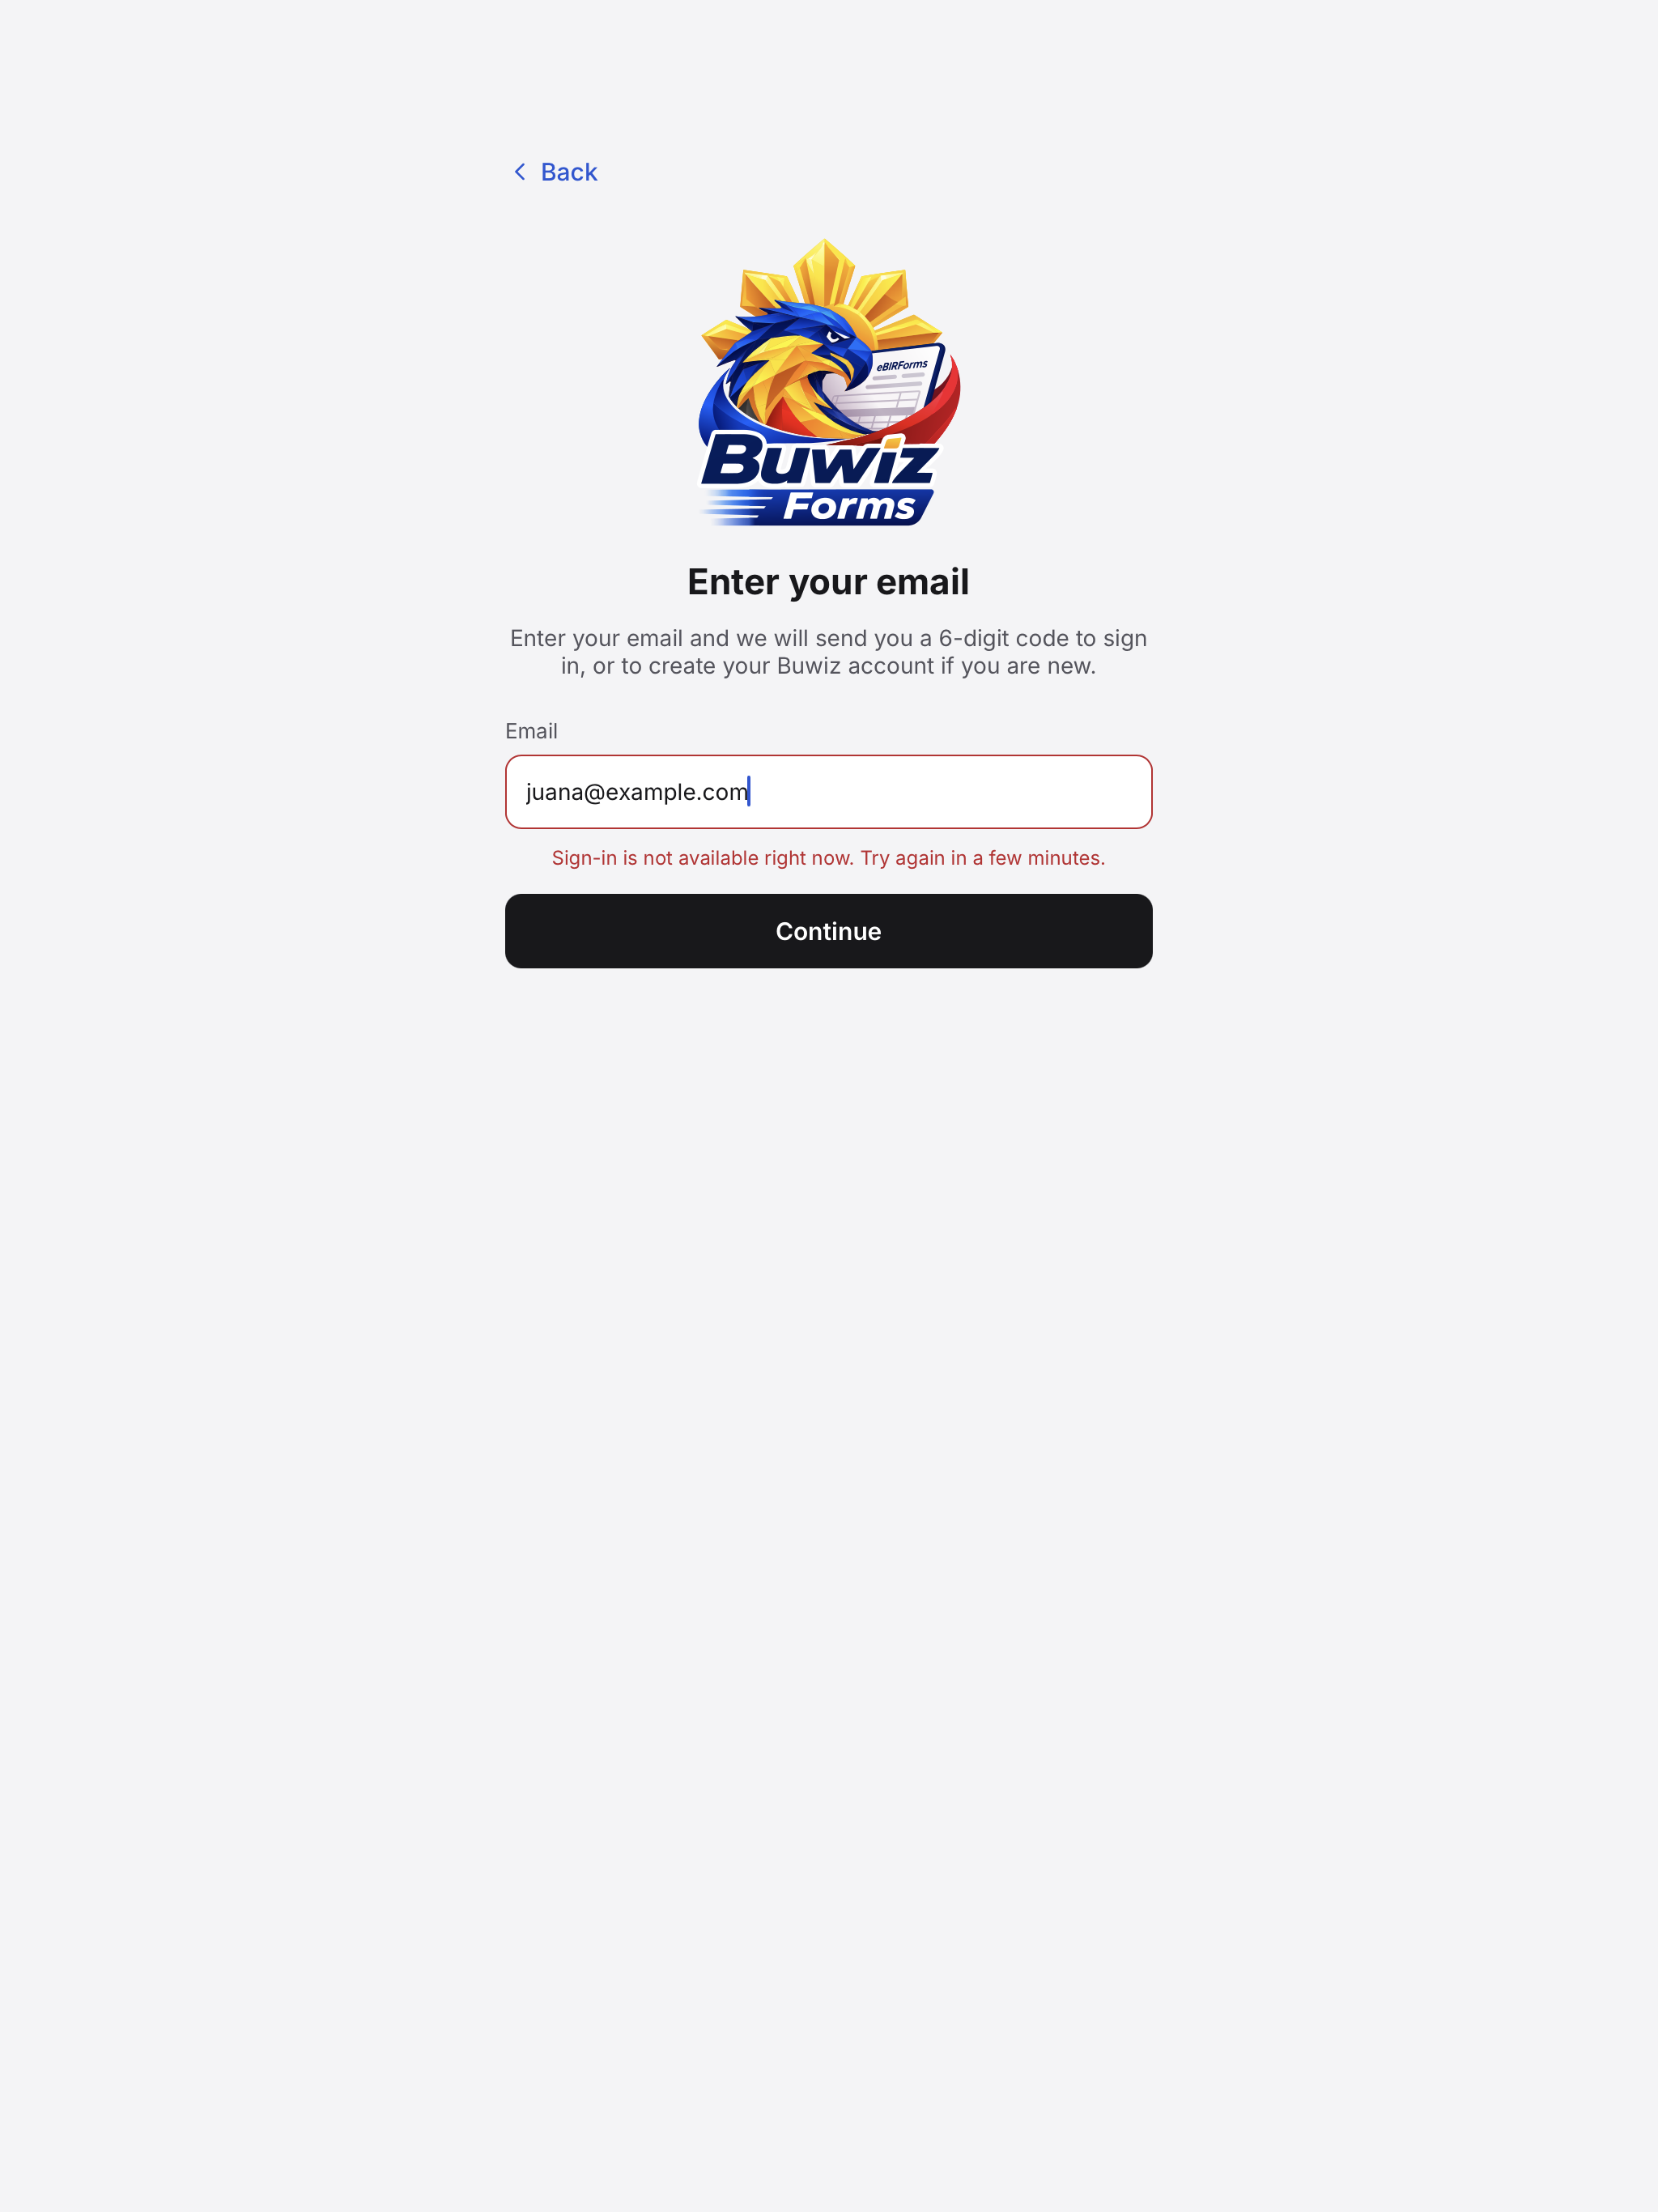 Back
eBIRForms
Buwiz
Forms
Enter your email
Enter your email and we will send you a 6-digit code to sign
in, or to create your Buwiz account if you are new.
Email
juana@example.com
Sign-in is not available right now. Try again in a few minutes.
Continue